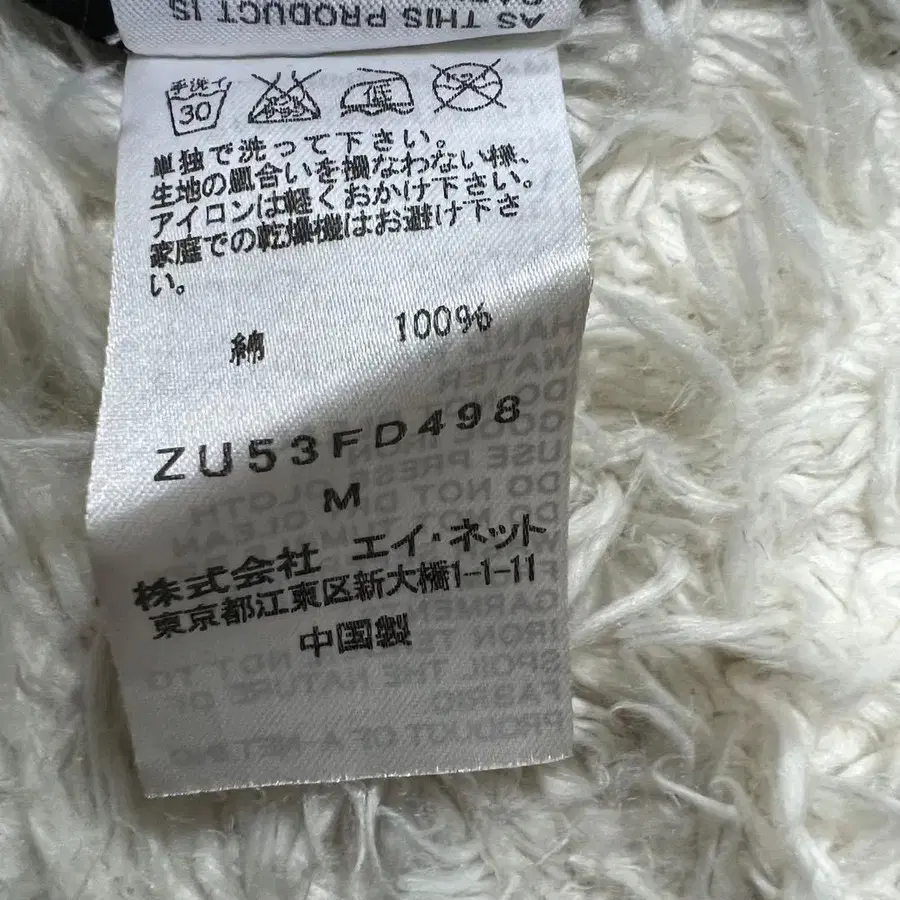 AS THIS PRODUCT IS
手洗イ
30
単独で洗って下さい。
生地の風合いを損なわない様、
アイロンは軽くおかけ下さい。
家庭での乾燥機はお避け下さ
い。
綿 100%
ZU53FD498
M
株式会社 エイ・ネット
東京都江東区新大橋1-1-11
中国製